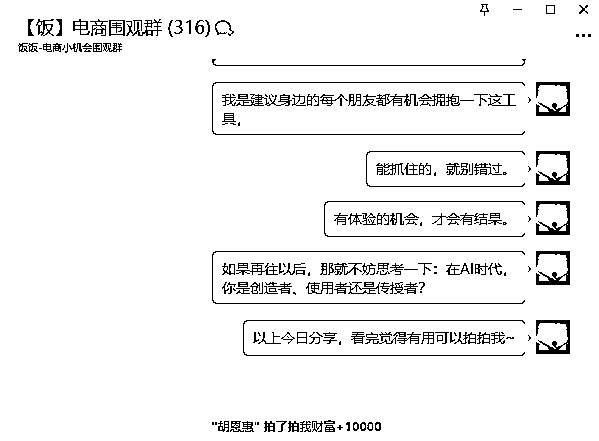 【饭】电商围观群 (316)
饭饭-电商小机会围观群
我是建议身边的每个朋友都有机会拥抱一下这工
具,
能抓住的，就别错过。
有体验的机会，才会有结果。
如果再往以后，那就不妨思考一下：在AI时代，
你是创造者、使用者还是传授者？
以上今日分享，看完觉得有用可以拍拍我~
"胡恩惠" 拍了拍我财富+10000